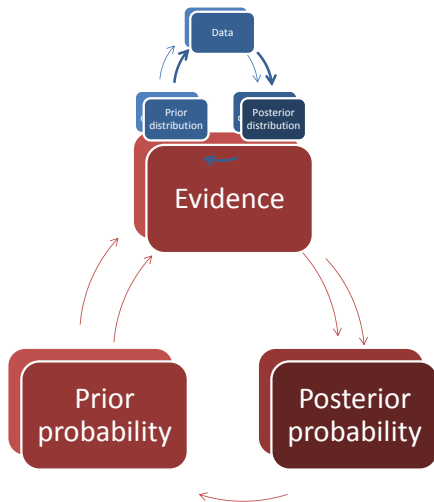 Data
Prior
distribution
Posterior
distribution
Evidence
Prior
probability
Posterior
probability